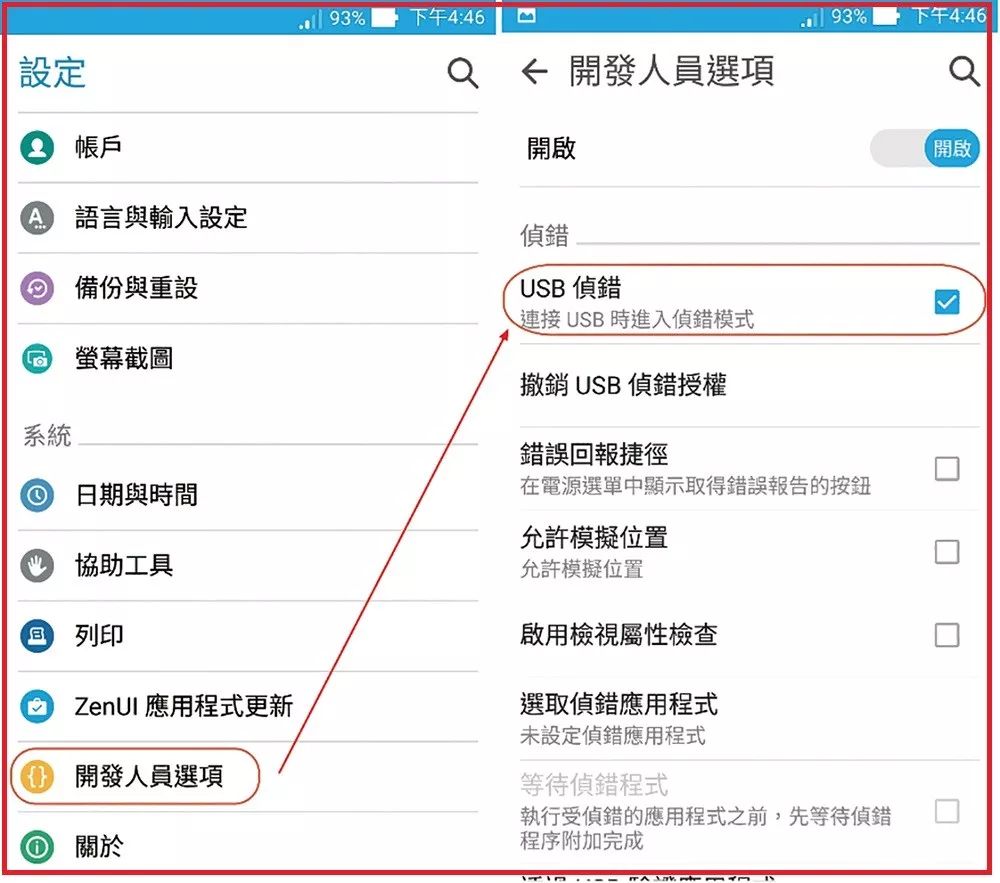 93% 下午4:46
設定
帳戶
語言與輸入設定
備份與重設
螢幕截圖
系統
日期與時間
協助工具
列印
ZenUI 應用程式更新
開發人員選項
關於
93% 下午4:46
開發人員選項
開啟 開啟
偵錯
USB 偵錯
連接 USB 時進入偵錯模式
撤銷 USB 偵錯授權
錯誤回報捷徑
在電源選單中顯示取得錯誤報告的按鈕
允許模擬位置
允許模擬位置
啟用檢視屬性檢查
選取偵錯應用程式
未設定偵錯應用程式
等待偵錯程式
執行受偵錯的應用程式之前，先等待偵錯
程序附加完成